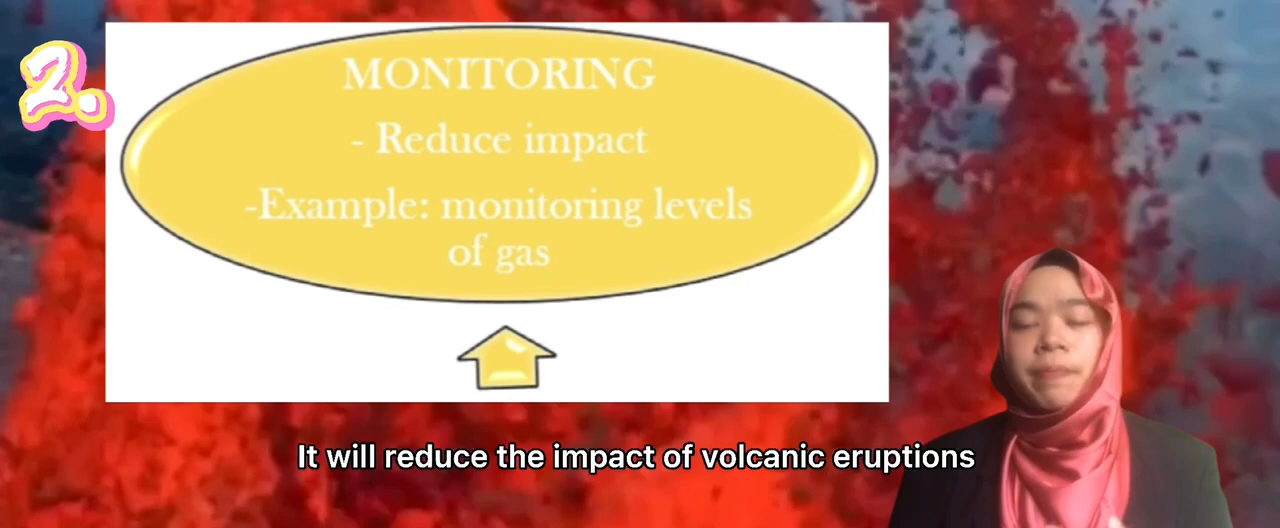 2.
MONITORING
- Reduce impact
-Example: monitoring levels
of gas
It will reduce the impact of volcanic eruptions